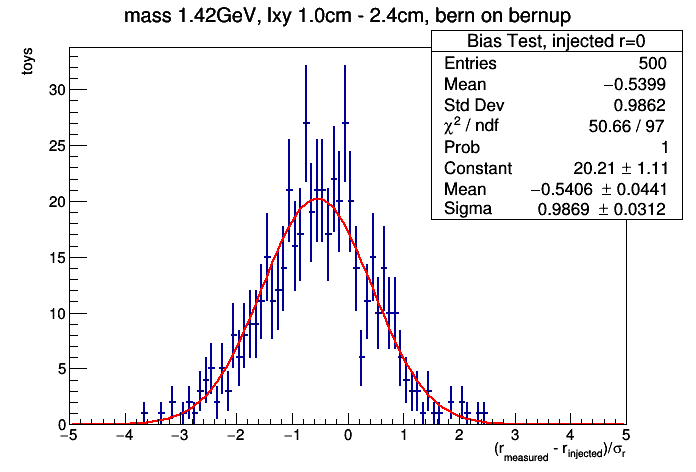 mass 1.42GeV, lxy 1.0cm - 2.4cm, bern on bernup
Bias Test, injected r=0
Entries 500
Mean −0.5399
Std Dev 0.9862
χ² / ndf 50.66 / 97
Prob 1
Constant 20.21 ± 1.11
Mean −0.5406 ± 0.0441
Sigma 0.9869 ± 0.0312
toys
30
25
20
15
10
5
0
−5 −4 −3 −2 −1 0 1 2 3 4 5
(r_measured - r_injected)/σ_r